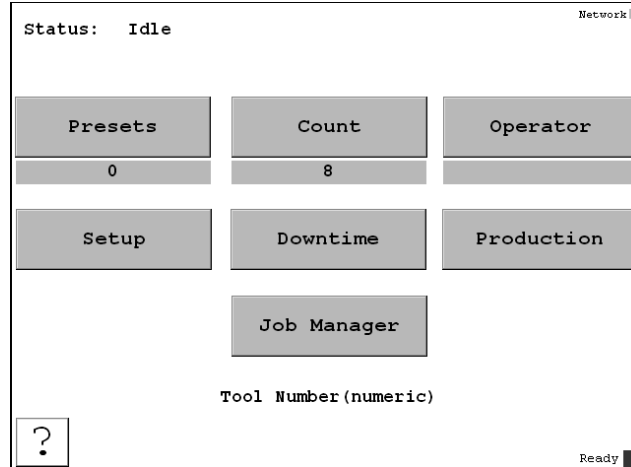 Network
Status: Idle
Presets
Count
Operator
0
8
Setup
Downtime
Production
Job Manager
Tool Number(numeric)
?
Ready